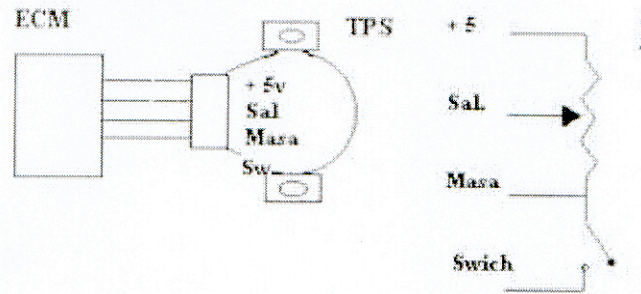 ECM
TPS
+ 5v
Sal
Masa
Sw
+ 5
Sal.
Masa
Swich